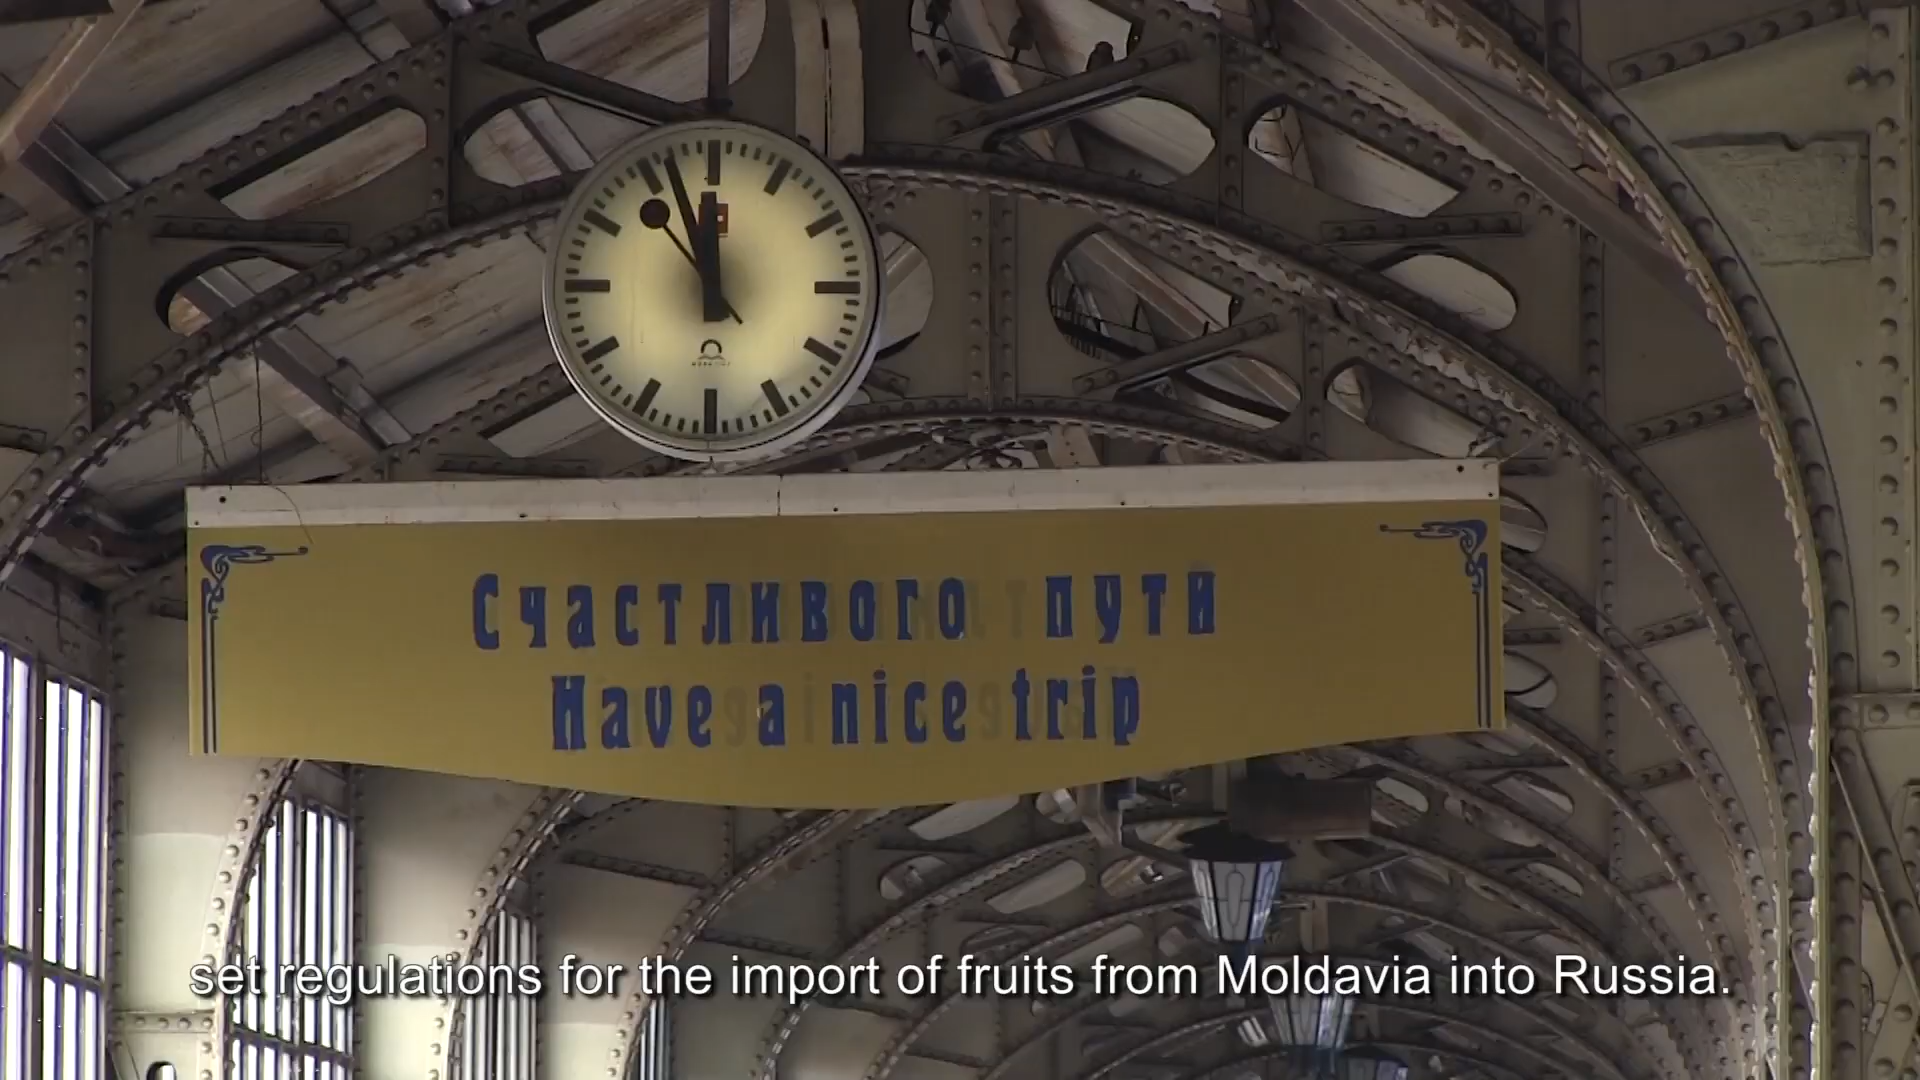 Счастливого пути
Have a nice trip
set regulations for the import of fruits from Moldavia into Russia.